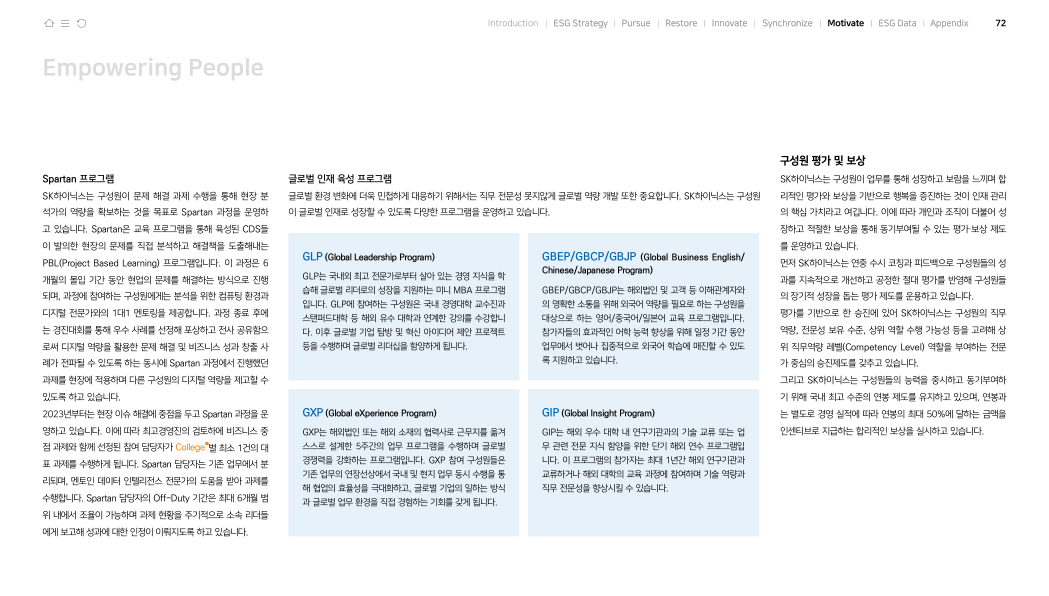 Introduction | ESG Strategy | Pursue | Restore | Innovate | Synchronize | Motivate | ESG Data | Appendix 72
Empowering People
Spartan 프로그램
SK하이닉스는 구성원이 문제 해결 과제 수행을 통해 현장 분
석가의 역량을 확보하는 것을 목표로 Spartan 과정을 운영하
고 있습니다. Spartan은 교육 프로그램을 통해 육성된 CDS들
이 발의한 현장의 문제를 직접 분석하고 해결책을 도출해내는
PBL(Project Based Learning) 프로그램입니다. 이 과정은 6
개월의 몰입 기간 동안 현업의 문제를 해결하는 방식으로 진행
되며, 과정에 참여하는 구성원에게는 분석을 위한 컴퓨팅 환경과
디지털 전문가와의 1대1 멘토링을 제공합니다. 과정 종료 후에
는 경진대회를 통해 우수 사례를 선정해 포상하고 전사 공유함으
로써 디지털 역량을 활용한 문제 해결 및 비즈니스 성과 창출 사
례가 전파될 수 있도록 하는 동시에 Spartan 과정에서 진행했던
과제를 현장에 적용하며 다른 구성원의 디지털 역량을 제고할 수
있도록 하고 있습니다.
2023년부터는 현장 이슈 해결에 중점을 두고 Spartan 과정을 운
영하고 있습니다. 이에 따라 최고경영진의 검토하에 비즈니스 중
점 과제와 함께 선정된 참여 담당자가 College별 최소 1건의 대
표 과제를 수행하게 됩니다. Spartan 담당자는 기존 업무에서 분
리되며, 멘토인 데이터 인텔리전스 전문가의 도움을 받아 과제를
수행합니다. Spartan 담당자의 Off-Duty 기간은 최대 6개월 범
위 내에서 조율이 가능하며 과제 현황을 주기적으로 소속 리더들
에게 보고해 성과에 대한 인정이 이뤄지도록 하고 있습니다.
글로벌 인재 육성 프로그램
글로벌 환경 변화에 더욱 민첩하게 대응하기 위해서는 직무 전문성 못지않게 글로벌 역량 개발 또한 중요합니다. SK하이닉스는 구성원
이 글로벌 인재로 성장할 수 있도록 다양한 프로그램을 운영하고 있습니다.
GLP (Global Leadership Program)
GLP는 국내외 최고 전문가로부터 살아 있는 경영 지식을 학
습해 글로벌 리더로의 성장을 지원하는 미니 MBA 프로그램
입니다. GLP에 참여하는 구성원은 국내 경영대학 교수진과
스탠퍼드대학 등 해외 유수 대학과 연계한 강의를 수강합니
다. 이후 글로벌 기업 탐방 및 혁신 아이디어 제안 프로젝트
등을 수행하며 글로벌 리더십을 함양하게 됩니다.
GBEP/GBCP/GBJP (Global Business English/
Chinese/Japanese Program)
GBEP/GBCP/GBJP는 해외법인 및 고객 등 이해관계자와
의 명확한 소통을 위해 외국어 역량을 필요로 하는 구성원을
대상으로 하는 영어/중국어/일본어 교육 프로그램입니다.
참가자들의 효과적인 어학 능력 향상을 위해 일정 기간 동안
업무에서 벗어나 집중적으로 외국어 학습에 매진할 수 있도
록 지원하고 있습니다.
GXP (Global eXperience Program)
GXP는 해외법인 또는 해외 소재의 협력사로 근무지를 옮겨
스스로 설계한 5주간의 업무 프로그램을 수행하며 글로벌
경쟁력을 강화하는 프로그램입니다. GXP 참여 구성원들은
기존 업무의 연장선상에서 국내 및 현지 업무 동시 수행을 통
해 협업의 효율성을 극대화하고, 글로벌 기업의 일하는 방식
과 글로벌 업무 환경을 직접 경험하는 기회를 갖게 됩니다.
GIP (Global Insight Program)
GIP는 해외 우수 대학 내 연구기관과의 기술 교류 또는 업
무 관련 전문 지식 함양을 위한 단기 해외 연수 프로그램입
니다. 이 프로그램의 참가자는 최대 1년간 해외 연구기관과
교류하거나 해외 대학의 교육 과정에 참여하며 기술 역량과
직무 전문성을 향상시킬 수 있습니다.
구성원 평가 및 보상
SK하이닉스는 구성원이 업무를 통해 성장하고 보람을 느끼며 합
리적인 평가와 보상을 기반으로 행복을 증진하는 것이 인재 관리
의 핵심 가치라고 여깁니다. 이에 따라 개인과 조직이 더불어 성
장하고 적절한 보상을 통해 동기부여될 수 있는 평가·보상 제도
를 운영하고 있습니다.
먼저 SK하이닉스는 연중 수시 코칭과 피드백으로 구성원들의 성
과를 지속적으로 개선하고 공정한 절대 평가를 반영해 구성원들
의 장기적 성장을 돕는 평가 제도를 운용하고 있습니다.
평가를 기반으로 한 승진에 있어 SK하이닉스는 구성원의 직무
역량, 전문성 보유 수준, 상위 역할 수행 가능성 등을 고려해 상
위 직무역량 레벨(Competency Level) 역할을 부여하는 전문
가 중심의 승진제도를 갖추고 있습니다.
그리고 SK하이닉스는 구성원들의 능력을 중시하고 동기부여하
기 위해 국내 최고 수준의 연봉 제도를 유지하고 있으며, 연봉과
는 별도로 경영 실적에 따라 연봉의 최대 50%에 달하는 금액을
인센티브로 지급하는 합리적인 보상을 실시하고 있습니다.